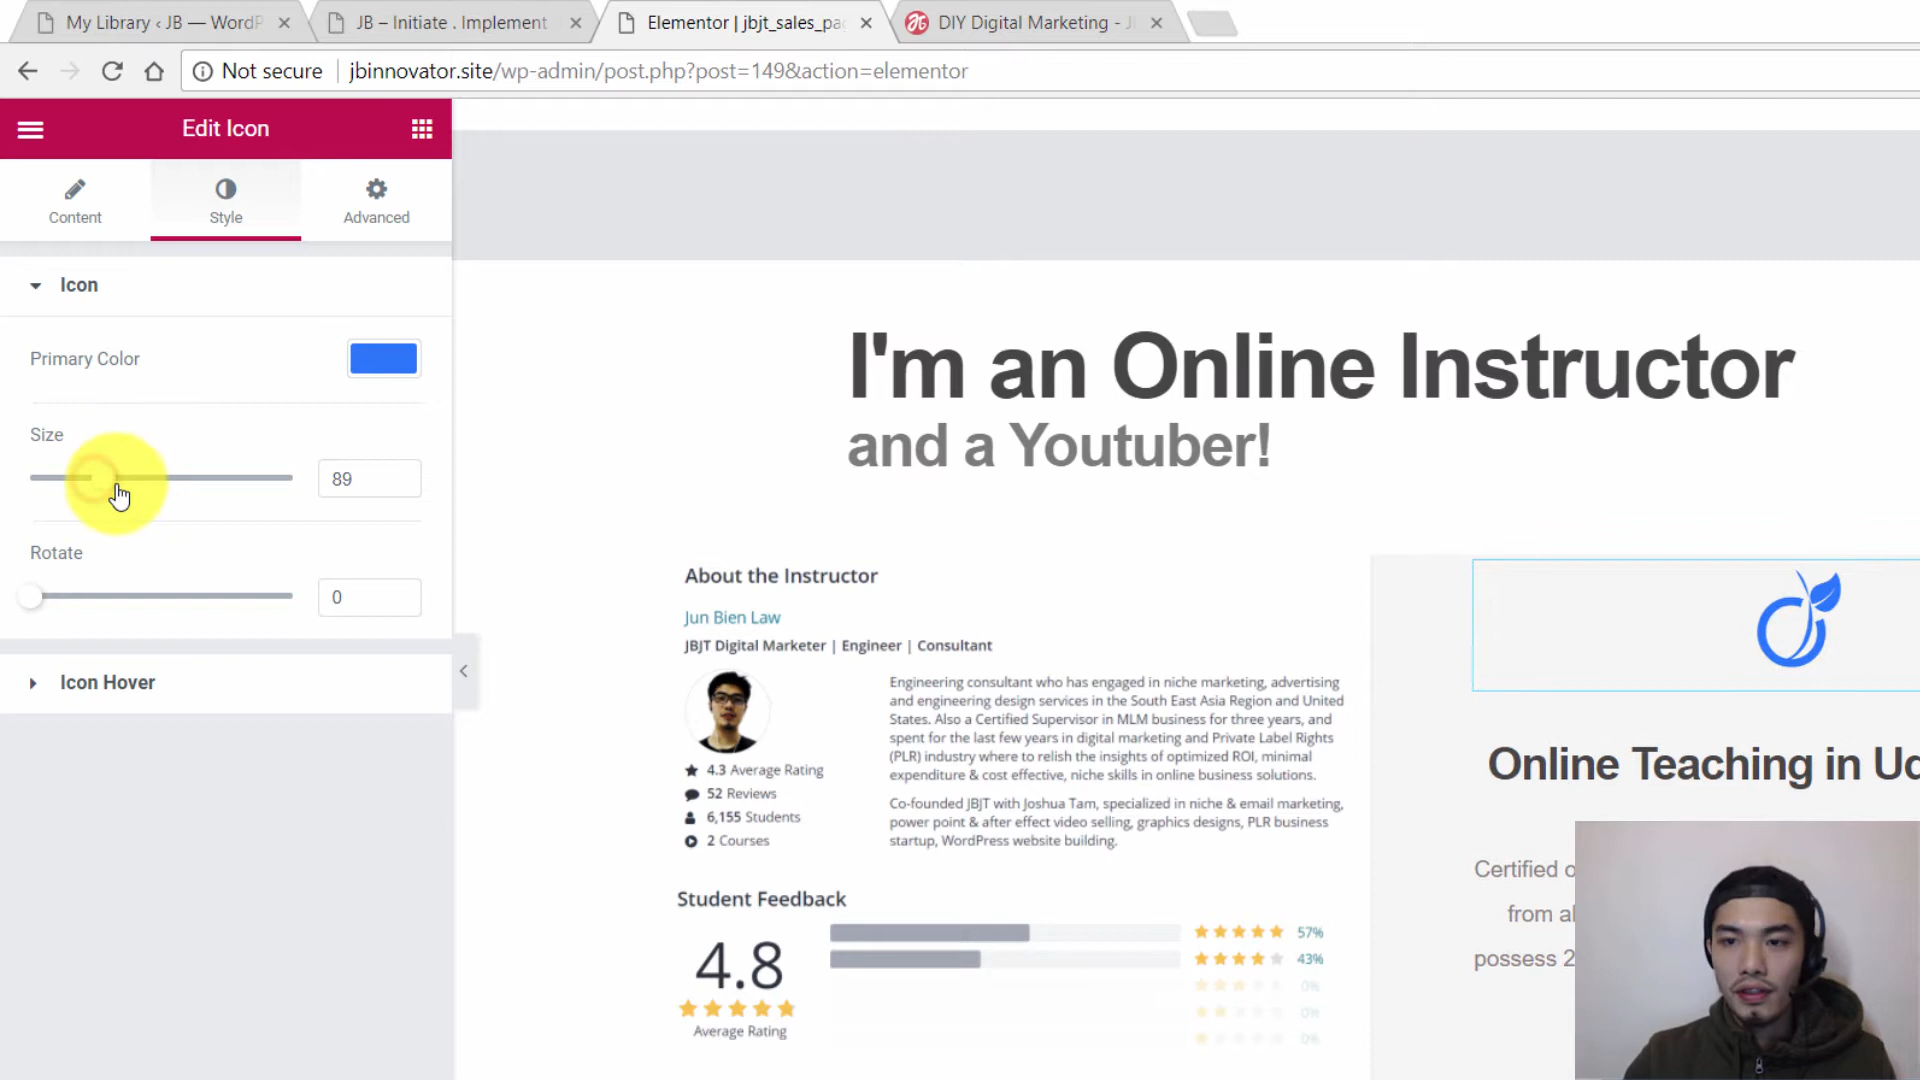 My Library ‹ JB — WordP
JB – Initiate . Implement
Elementor | jbjt_sales_pa
DIY Digital Marketing - J
Not secure
jbinnovator.site/wp-admin/post.php?post=149&action=elementor
Edit Icon
Content
Style
Advanced
Icon
Primary Color
Size
89
Rotate
0
Icon Hover
I'm an Online Instructor
and a Youtuber!
About the Instructor
Jun Bien Law
JBJT Digital Marketer | Engineer | Consultant
4.3 Average Rating
52 Reviews
6,155 Students
2 Courses
Engineering consultant who has engaged in niche marketing, advertising
and engineering design services in the South East Asia Region and United
States. Also a Certified Supervisor in MLM business for three years, and
spent for the last few years in digital marketing and Private Label Rights
(PLR) industry where to relish the insights of optimized ROI, minimal
expenditure & cost effective, niche skills in online business solutions.
Co-founded JBJT with Joshua Tam, specialized in niche & email marketing,
power point & after effect video selling, graphics designs, PLR business
startup, WordPress website building.
Student Feedback
4.8
Average Rating
57%
43%
0%
0%
0%
Online Teaching in Ud
Certified o
from al
possess 2